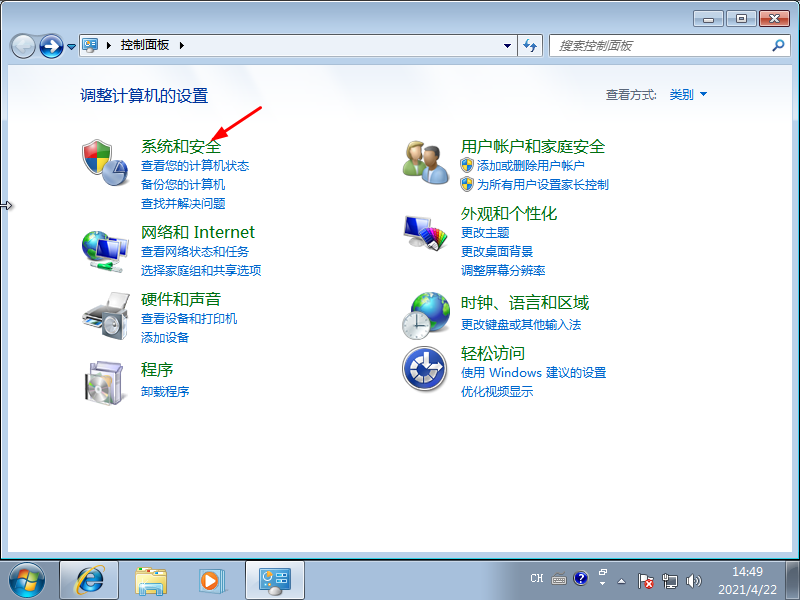 控制面板
搜索控制面板
调整计算机的设置
查看方式: 类别
系统和安全
查看您的计算机状态
备份您的计算机
查找并解决问题
网络和 Internet
查看网络状态和任务
选择家庭组和共享选项
硬件和声音
查看设备和打印机
添加设备
程序
卸载程序
用户帐户和家庭安全
添加或删除用户帐户
为所有用户设置家长控制
外观和个性化
更改主题
更改桌面背景
调整屏幕分辨率
时钟、语言和区域
更改键盘或其他输入法
轻松访问
使用 Windows 建议的设置
优化视频显示
CH
14:49
2021/4/22